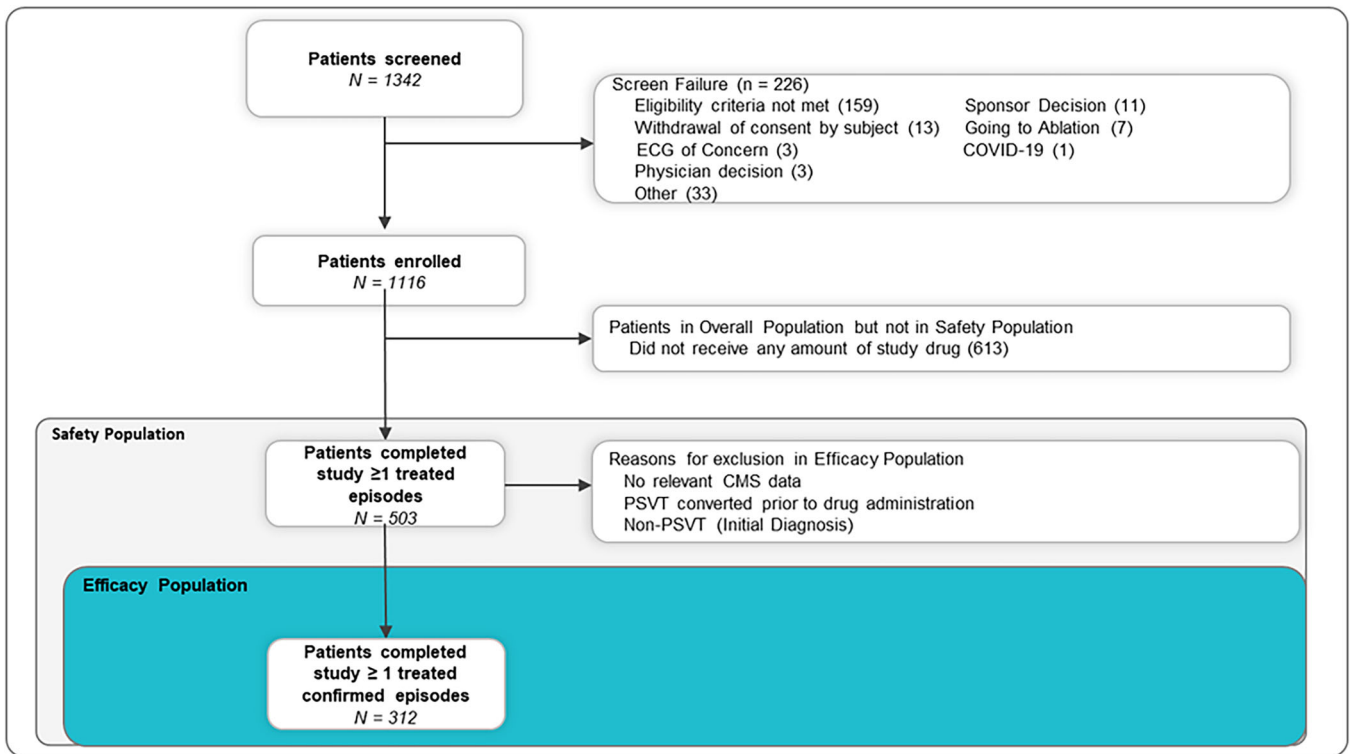 Patients screened
N = 1342
Screen Failure (n = 226)
Eligibility criteria not met (159)
Withdrawal of consent by subject (13)
ECG of Concern (3)
Physician decision (3)
Other (33)
Sponsor Decision (11)
Going to Ablation (7)
COVID-19 (1)
Patients enrolled
N = 1116
Patients in Overall Population but not in Safety Population
Did not receive any amount of study drug (613)
Safety Population
Patients completed
study ≥1 treated
episodes
N = 503
Reasons for exclusion in Efficacy Population
No relevant CMS data
PSVT converted prior to drug administration
Non-PSVT (Initial Diagnosis)
Efficacy Population
Patients completed
study ≥ 1 treated
confirmed episodes
N = 312